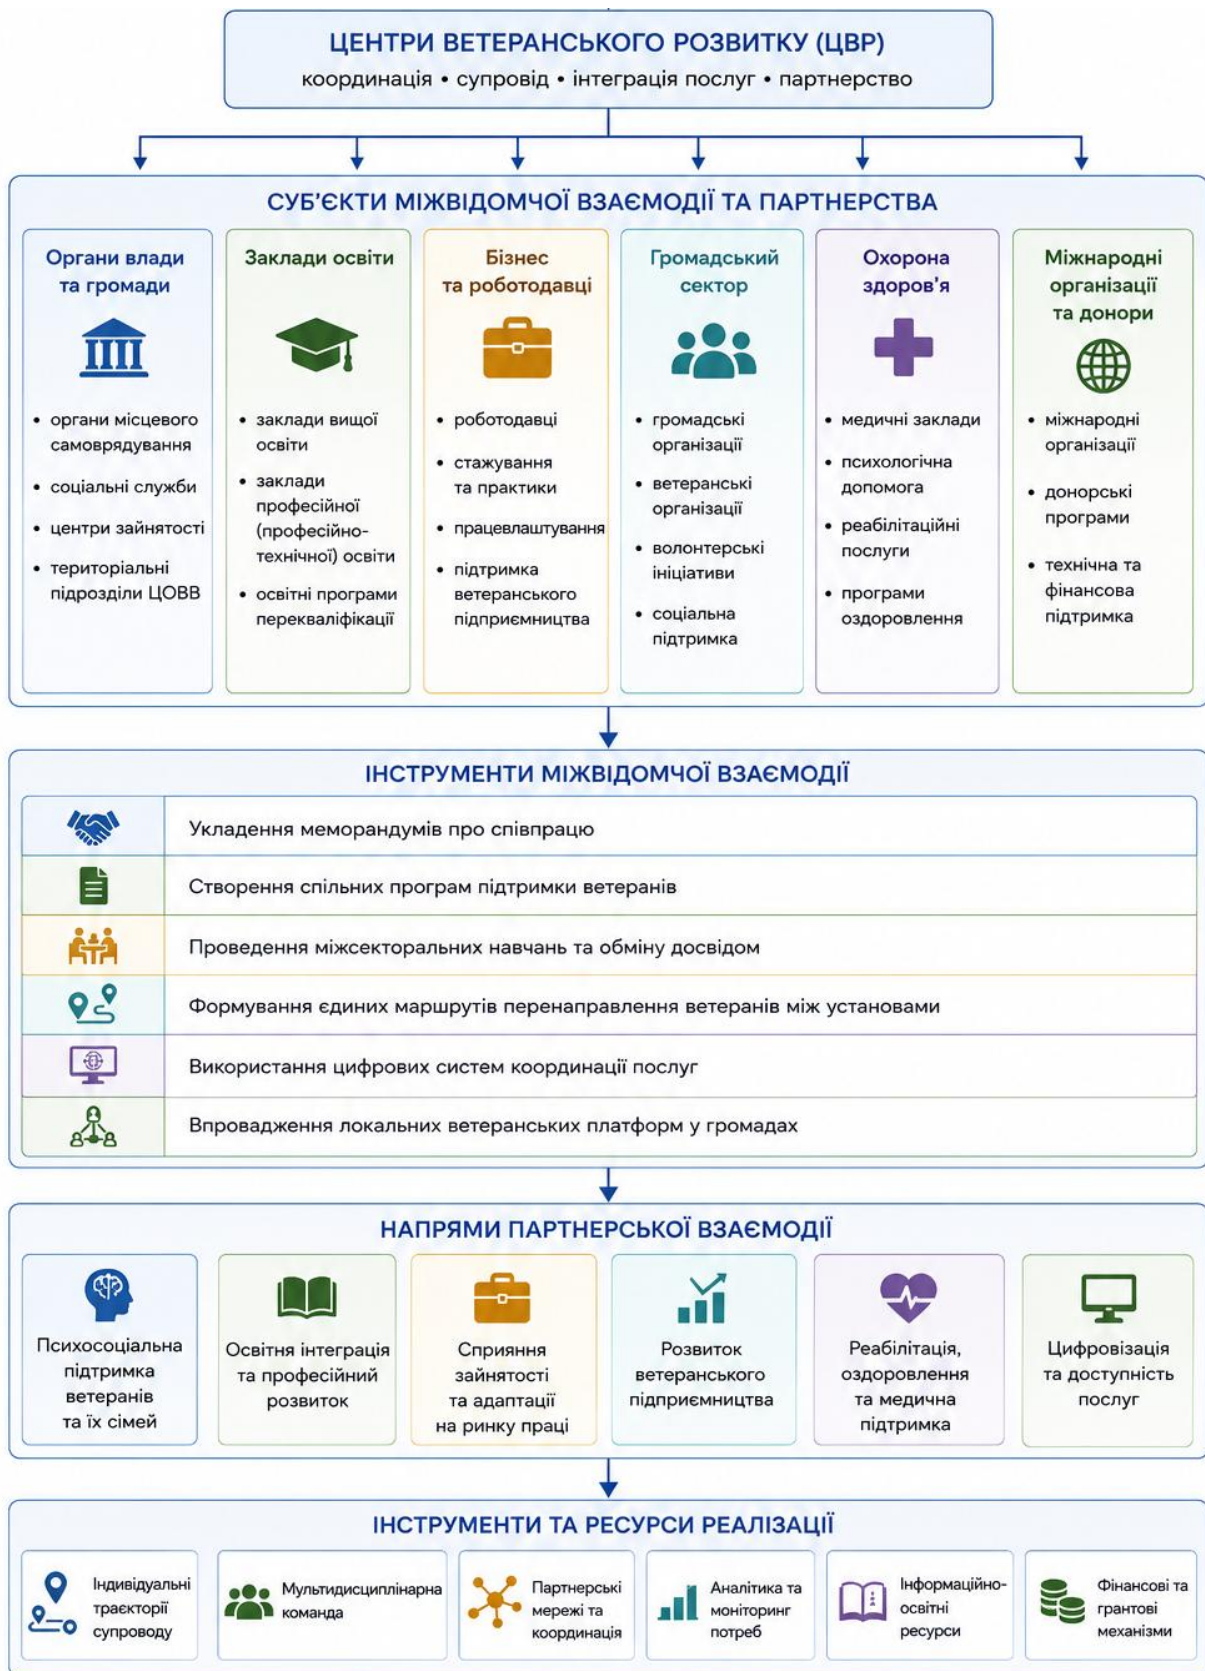 ЦЕНТРИ ВЕТЕРАНСЬКОГО РОЗВИТКУ (ЦВР)
координація • супровід • інтеграція послуг • партнерство
СУБ’ЄКТИ МІЖВІДОМЧОЇ ВЗАЄМОДІЇ ТА ПАРТНЕРСТВА
Органи влади
та громади
• органи місцевого
самоврядування
• соціальні служби
• центри зайнятості
• територіальні
підрозділи ЦОВВ
Заклади освіти
• заклади вищої
освіти
• заклади
професійної
(професійно-
технічної) освіти
• освітні програми
перекваліфікації
Бізнес
та роботодавці
• роботодавці
• стажування
та практики
• працевлаштування
• підтримка
ветеранського
підприємництва
Громадський
сектор
• громадські
організації
• ветеранські
організації
• волонтерські
ініціативи
• соціальна
підтримка
Охорона
здоров’я
• медичні заклади
• психологічна
допомога
• реабілітаційні
послуги
• програми
оздоровлення
Міжнародні
організації
та донори
• міжнародні
організації
• донорські
програми
• технічна та
фінансова
підтримка
ІНСТРУМЕНТИ МІЖВІДОМЧОЇ ВЗАЄМОДІЇ
Укладення меморандумів про співпрацю
Створення спільних програм підтримки ветеранів
Проведення міжсекторальних навчань та обміну досвідом
Формування єдиних маршрутів перенаправлення ветеранів між установами
Використання цифрових систем координації послуг
Впровадження локальних ветеранських платформ у громадах
НАПРЯМИ ПАРТНЕРСЬКОЇ ВЗАЄМОДІЇ
Психосоціальна
підтримка
ветеранів
та їх сімей
Освітня інтеграція
та професійний
розвиток
Сприяння
зайнятості
та адаптації
на ринку праці
Розвиток
ветеранського
підприємництва
Реабілітація,
оздоровлення
та медична
підтримка
Цифровізація
та доступність
послуг
ІНСТРУМЕНТИ ТА РЕСУРСИ РЕАЛІЗАЦІЇ
Індивідуальні
траєкторії
супроводу
Мультидисциплінарна
команда
Партнерські
мережі та
координація
Аналітика та
моніторинг
потреб
Інформаційно-
освітні
ресурси
Фінансові та
грантові
механізми